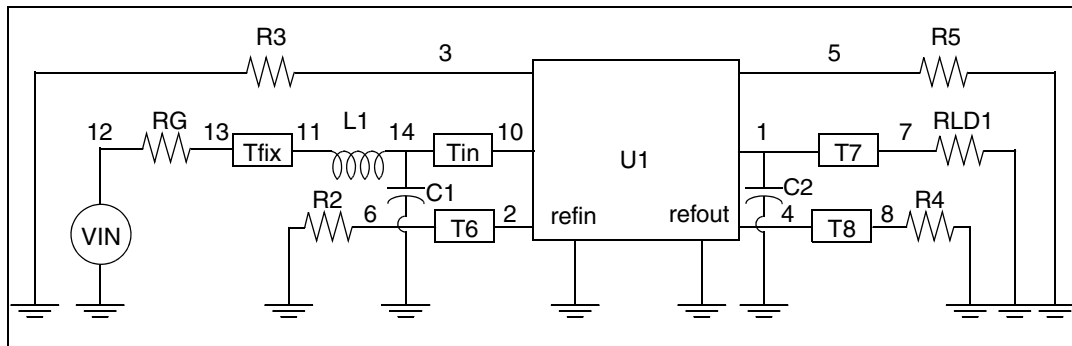 R3 3 5 R5
12 RG 13 11 L1 14 10 1 7 RLD1
Tfix Tin U1 T7
C1 C2
R2 6 2 refin refout 4 8 R4
VIN T6 T8